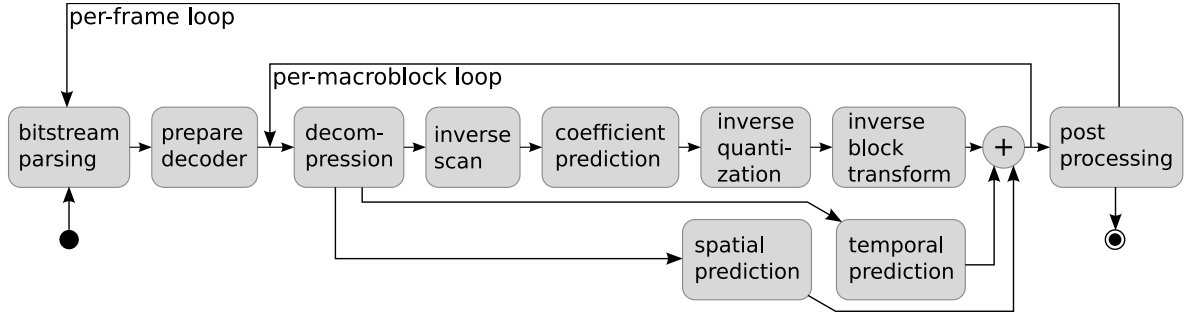 per-frame loop
per-macroblock loop
bitstream
parsing
prepare
decoder
decom-
pression
inverse
scan
coefficient
prediction
inverse
quanti-
zation
inverse
block
transform
+
post
processing
spatial
prediction
temporal
prediction